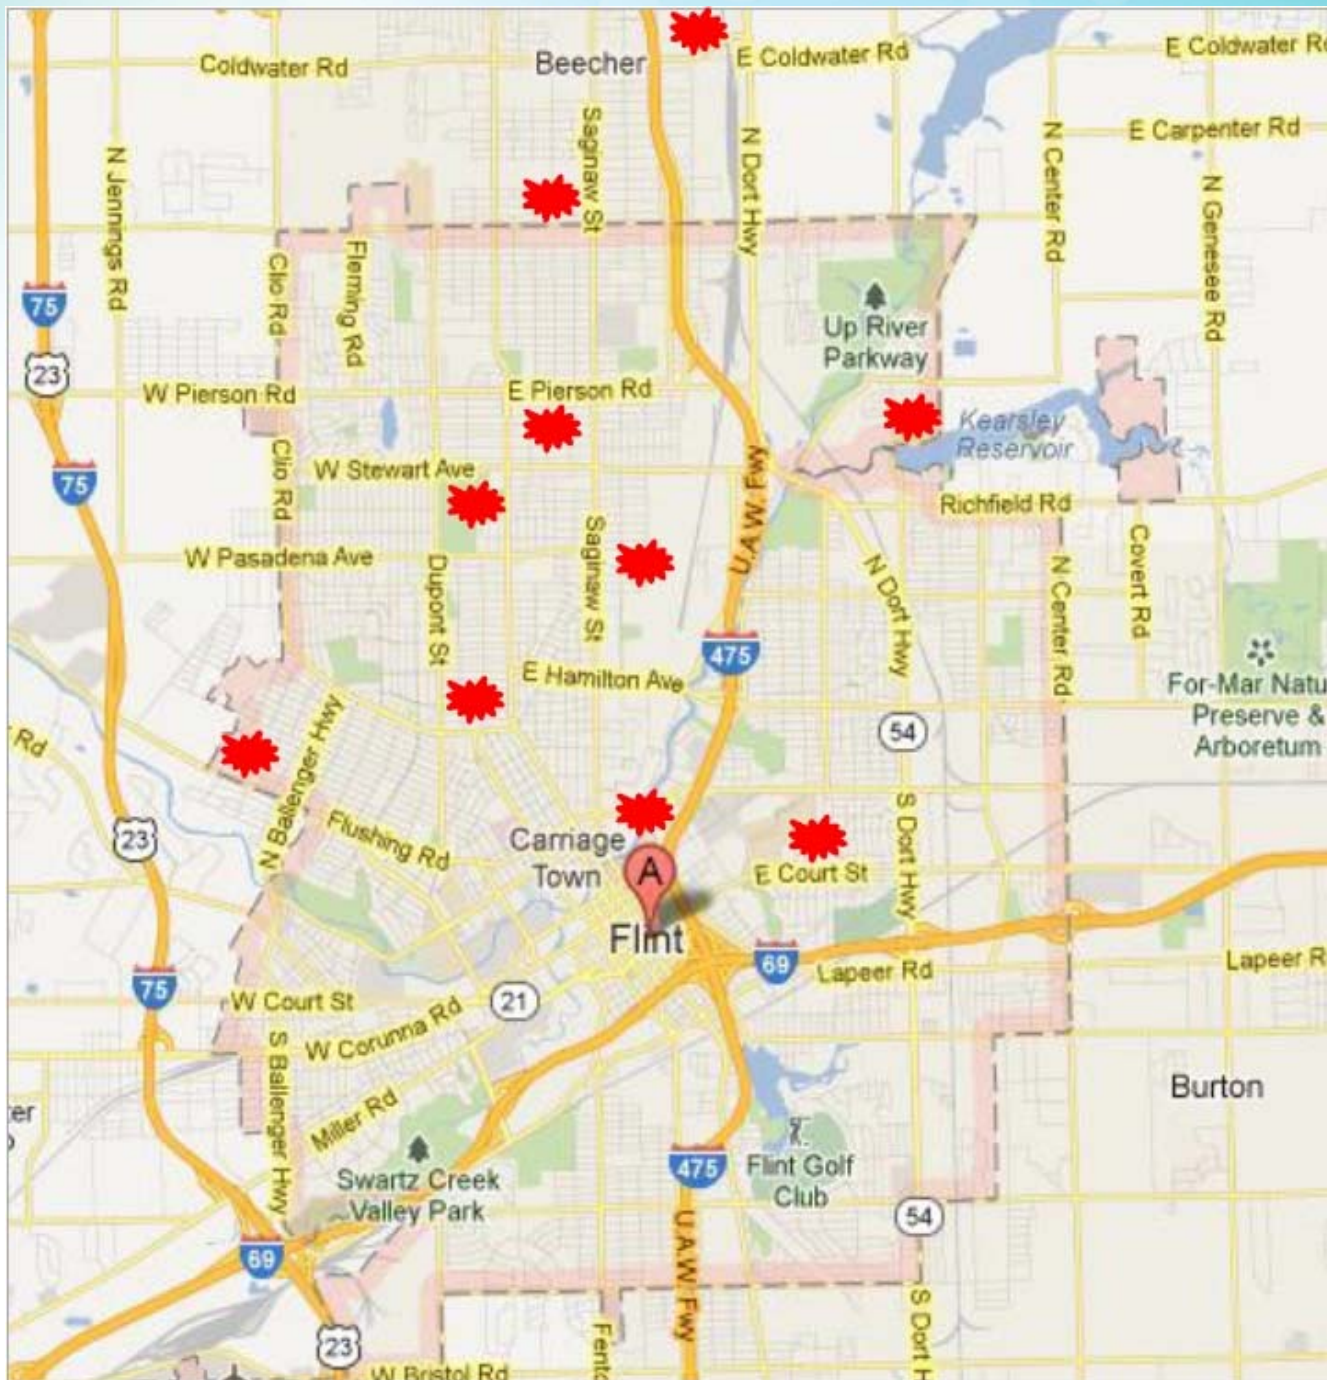 Coldwater Rd
Beecher
E Coldwater Rd
E Coldwater Rd
E Carpenter Rd
N Jennings Rd
Saginaw St
N Dort Hwy
N Center Rd
N Genesee Rd
Clio Rd
Fleming Rd
75
23
Up River
Parkway
W Pierson Rd
E Pierson Rd
Kearsley
Reservoir
W Stewart Ave
75
Clio Rd
U.A.W. Fwy
Richfield Rd
W Pasadena Ave
Dupont St
Saginaw St
N Dort Hwy
N Center Rd
Covert Rd
475
E Hamilton Ave
For-Mar Natu
Preserve &
Arboretum
54
Rd
N Ballenger Hwy
23
Flushing Rd
Carriage
Town
A
E Court St
S Dort Hwy
Flint
69
Lapeer Rd
Lapeer R
75
W Court St
21
W Corunna Rd
S Ballenger Hwy
Miller Rd
Burton
Swartz Creek
Valley Park
475
Flint Golf
Club
54
69
U.A.W. Fwy
23
Fento
S Dort H
W Bristol Rd